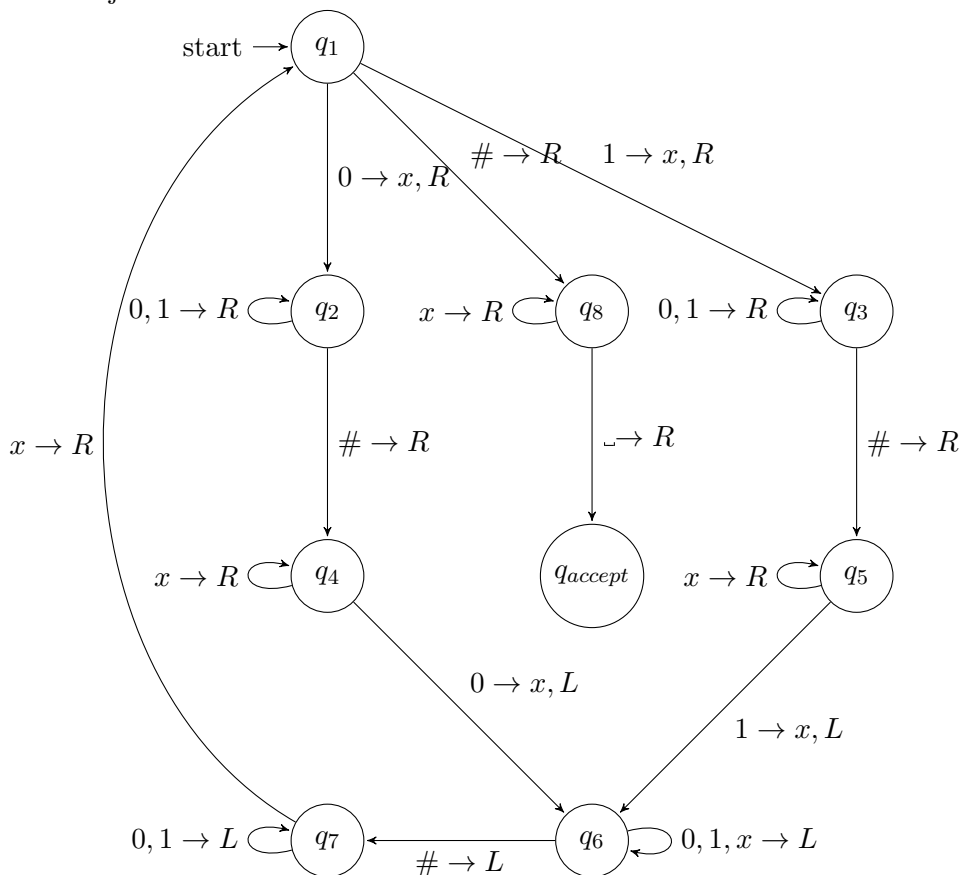 start q1
# → R 1 → x, R
0 → x, R
0, 1 → R q2 x → R q8 0, 1 → R q3
x → R # → R ␣→ R # → R
x → R q4 qaccept x → R q5
0 → x, L
1 → x, L
0, 1 → L q7 q6 0, 1, x → L
# → L